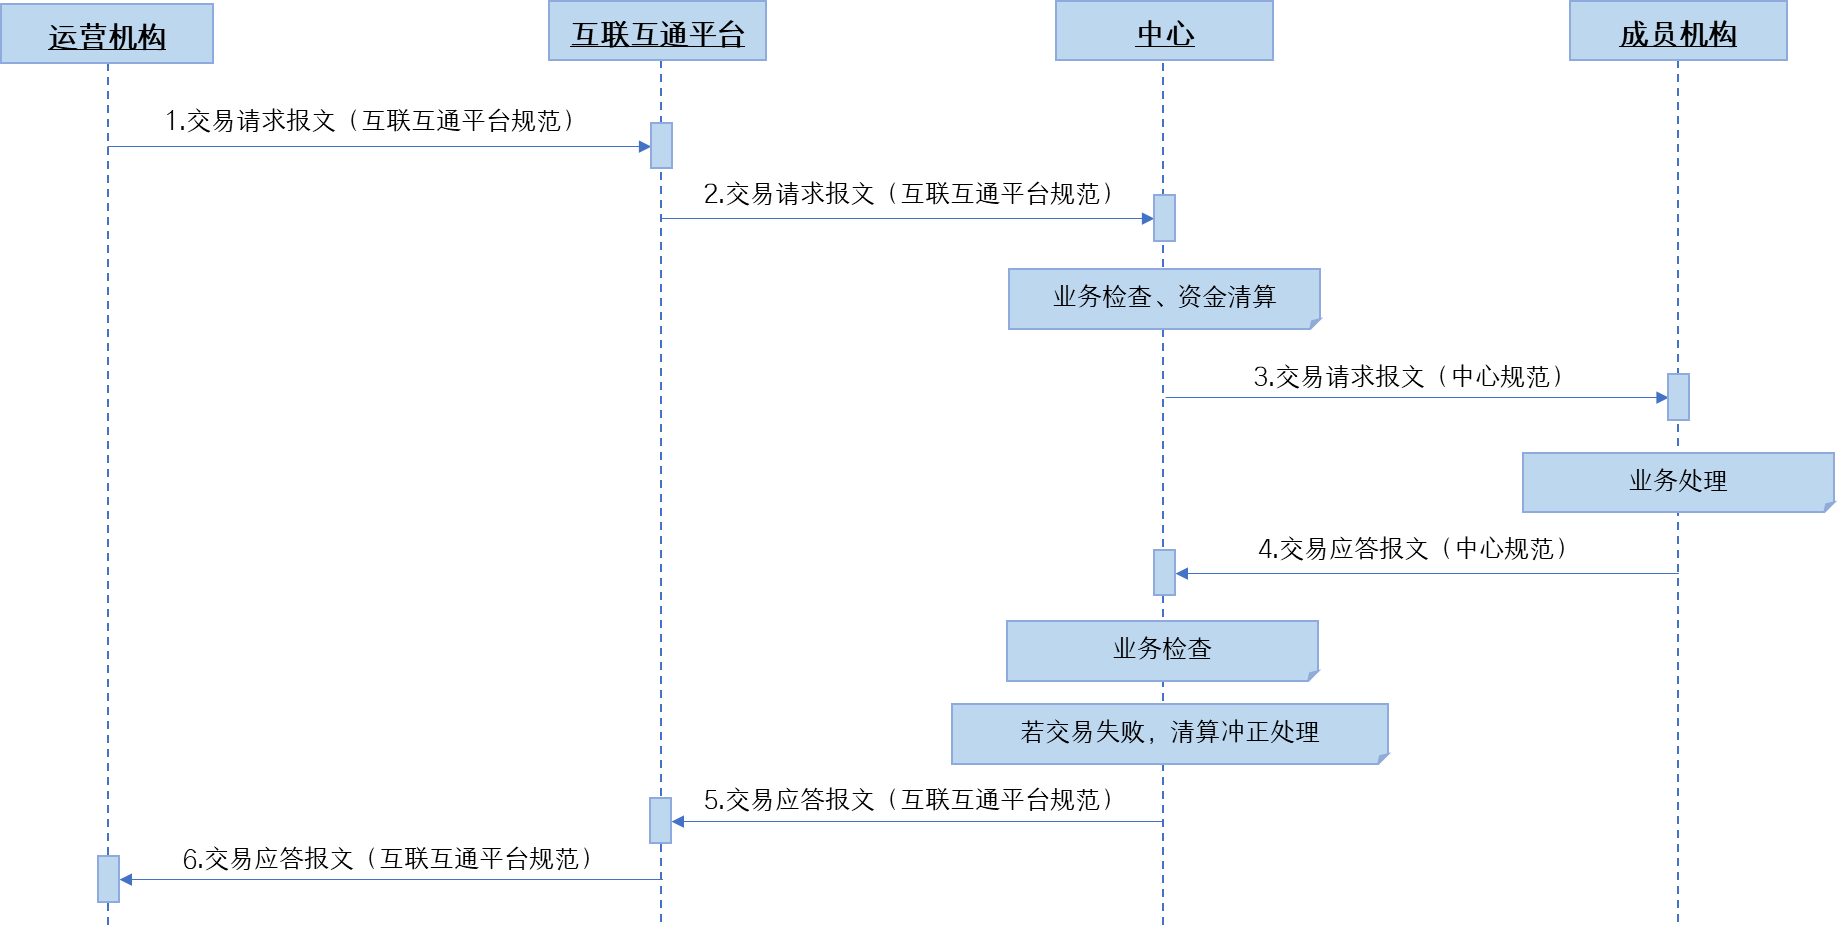 运营机构
互联互通平台
中心
成员机构
1.交易请求报文（互联互通平台规范）
2.交易请求报文（互联互通平台规范）
业务检查、资金清算
3.交易请求报文（中心规范）
业务处理
4.交易应答报文（中心规范）
业务检查
若交易失败，清算冲正处理
5.交易应答报文（互联互通平台规范）
6.交易应答报文（互联互通平台规范）